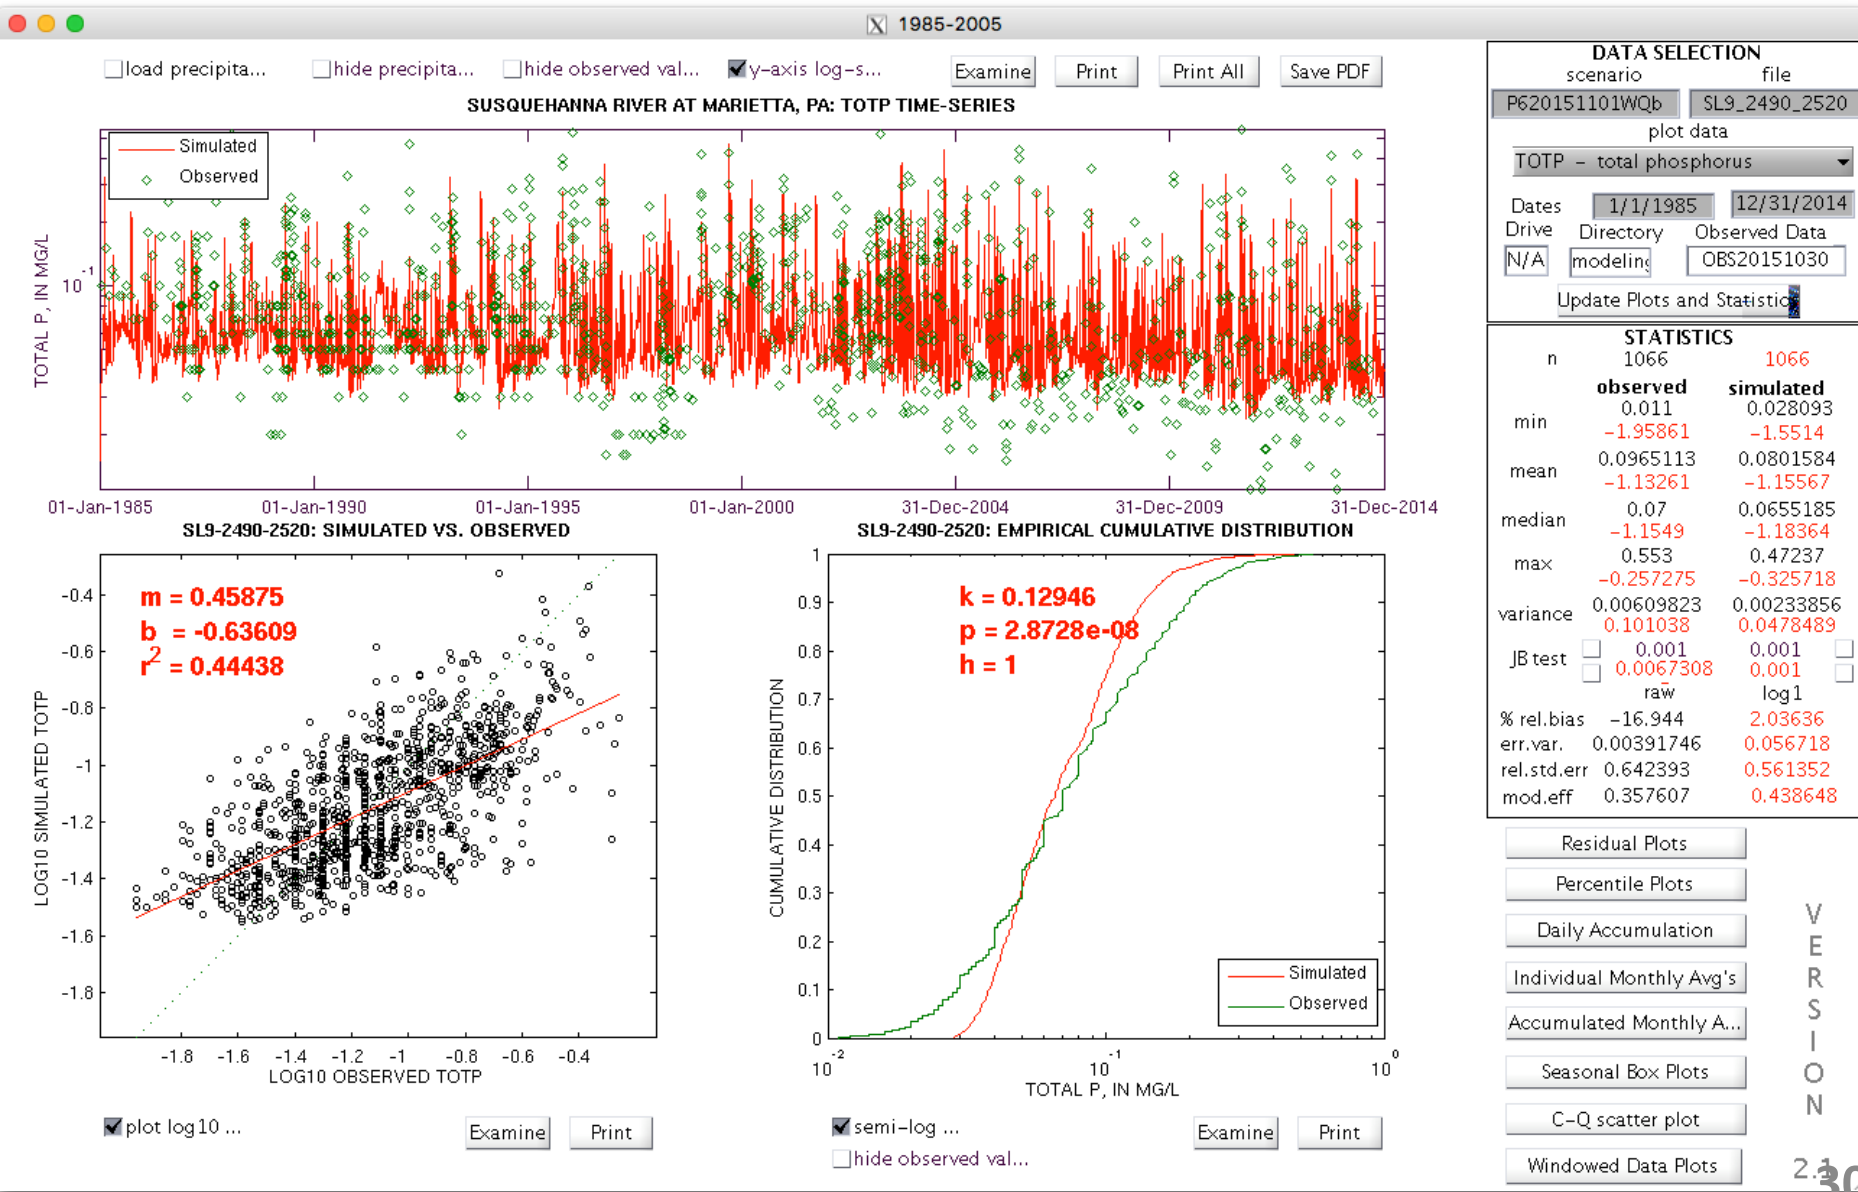 1985-2005
load precipita... hide precipita... hide observed val... y-axis log-s... Examine Print Print All Save PDF
SUSQUEHANNA RIVER AT MARIETTA, PA: TOTP TIME-SERIES
Simulated
Observed
TOTAL P, IN MG/L
10^-1
01-Jan-1985 01-Jan-1990 01-Jan-1995 01-Jan-2000 31-Dec-2004 31-Dec-2009 31-Dec-2014
SL9-2490-2520: SIMULATED VS. OBSERVED
m = 0.45875
b = -0.63609
r^2 = 0.44438
LOG10 SIMULATED TOTP
-0.4
-0.6
-0.8
-1
-1.2
-1.4
-1.6
-1.8
-1.8 -1.6 -1.4 -1.2 -1 -0.8 -0.6 -0.4
LOG10 OBSERVED TOTP
plot log10 ... Examine Print
SL9-2490-2520: EMPIRICAL CUMULATIVE DISTRIBUTION
k = 0.12946
p = 2.8728e-08
h = 1
CUMULATIVE DISTRIBUTION
1
0.9
0.8
0.7
0.6
0.5
0.4
0.3
0.2
0.1
0
Simulated
Observed
10^-2 10^-1 10^0
TOTAL P, IN MG/L
semi-log ... Examine Print
hide observed val...
DATA SELECTION
scenario file
P620151101WQb SL9_2490_2520
plot data
TOTP - total phosphorus
Dates 1/1/1985 12/31/2014
Drive Directory Observed Data
N/A modeling OBS20151030
Update Plots and Statistic
STATISTICS
n 1066 1066
observed simulated
min 0.011 0.028093
-1.95861 -1.5514
mean 0.0965113 0.0801584
-1.13261 -1.15567
median 0.07 0.0655185
-1.1549 -1.18364
max 0.553 0.47237
-0.257275 -0.325718
variance 0.00609823 0.00233856
0.101038 0.0478489
JB test 0.001 0.001
0.0067308 0.001
raw log1
% rel.bias -16.944 2.03636
err.var. 0.00391746 0.056718
rel.std.err 0.642393 0.561352
mod.eff 0.357607 0.438648
Residual Plots
Percentile Plots
Daily Accumulation
Individual Monthly Avg's
Accumulated Monthly A...
Seasonal Box Plots
C-Q scatter plot
Windowed Data Plots
VERSION
2.1
30